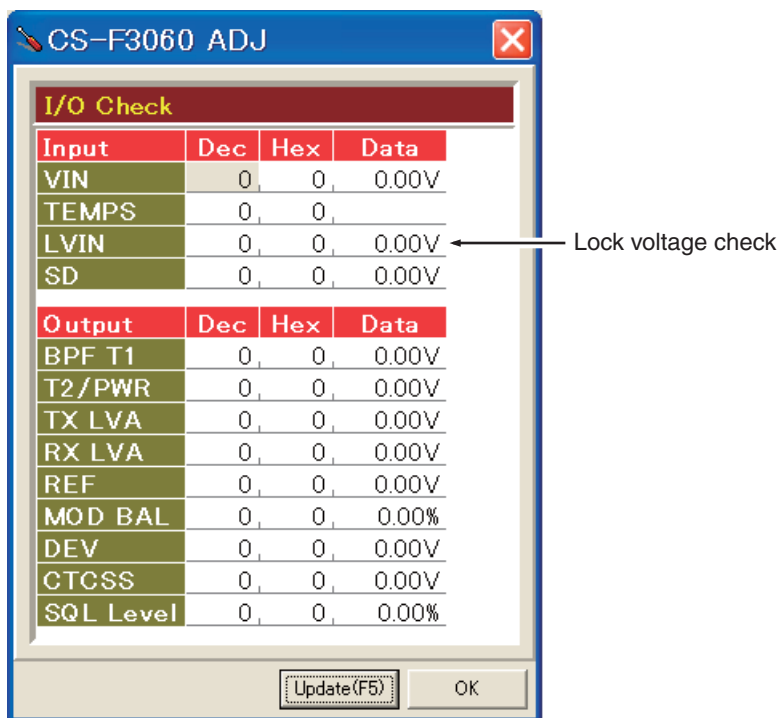 CS-F3060 ADJ
I/O Check
Input Dec Hex Data
VIN 0 0 0.00V
TEMPS 0 0
LVIN 0 0 0.00V
Lock voltage check
SD 0 0 0.00V
Output Dec Hex Data
BPF T1 0 0 0.00V
T2/PWR 0 0 0.00V
TX LVA 0 0 0.00V
RX LVA 0 0 0.00V
REF 0 0 0.00V
MOD BAL 0 0 0.00%
DEV 0 0 0.00V
CTCSS 0 0 0.00V
SQL Level 0 0 0.00%
Update(F5) OK